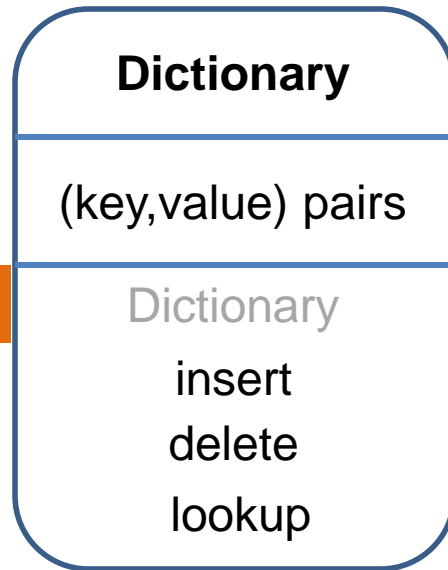 Dictionary
(key,value) pairs
Dictionary
insert
delete
lookup